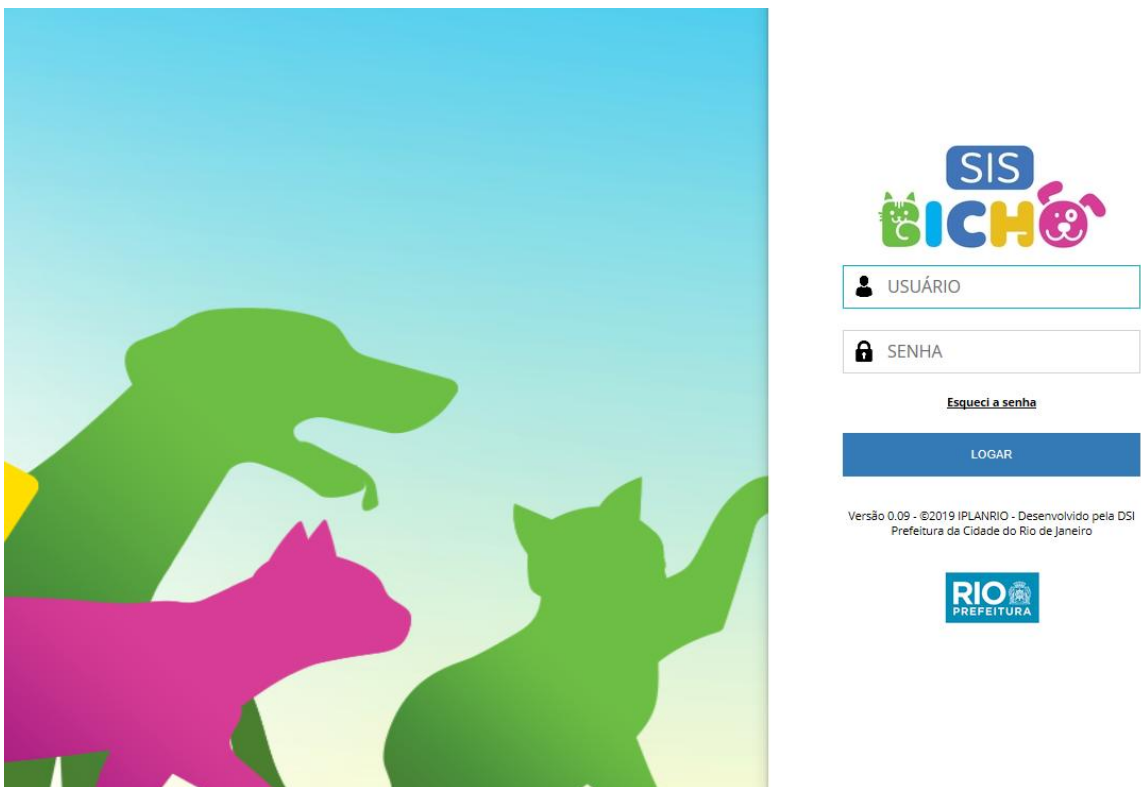 SIS
BICHO
USUÁRIO
SENHA
Esqueci a senha
LOGAR
Versão 0.09 - ©2019 IPLANRIO - Desenvolvido pela DSI
Prefeitura da Cidade do Rio de Janeiro
RIO
PREFEITURA